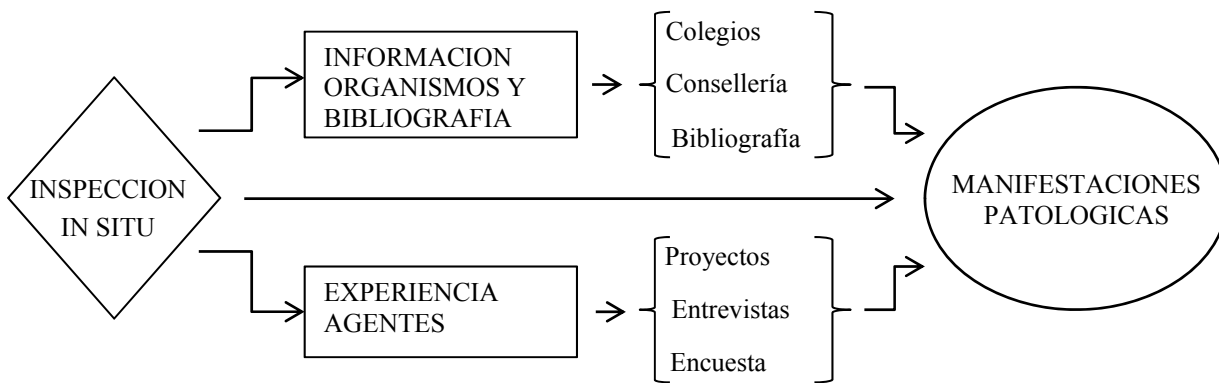 INSPECCION
IN SITU
INFORMACION
ORGANISMOS Y
BIBLIOGRAFIA
Colegios
Consellería
Bibliografía
EXPERIENCIA
AGENTES
Proyectos
Entrevistas
Encuesta
MANIFESTACIONES
PATOLOGICAS